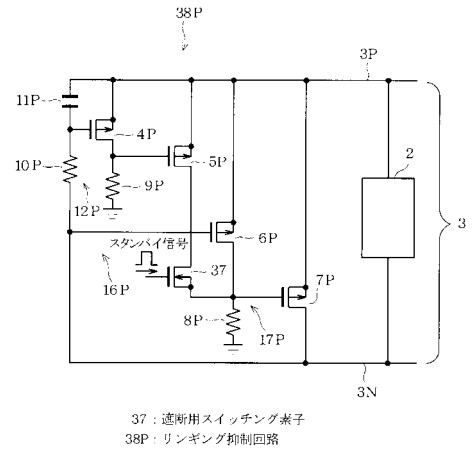 38P
3P
11P
4P
5P
2
10P
9P
3
12P
6P
スタンバイ信号
37
7P
16P
8P
17P
3N
37：遮断用スイッチング素子
38P：リンギング抑制回路